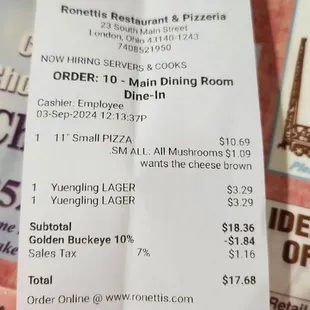 Ronettis Restaurant & Pizzeria
23 South Main Street
London, Ohio 43140-1243
7408521950
NOW HIRING SERVERS & COOKS
ORDER: 10 - Main Dining Room
Dine-In
Cashier: Employee
03-Sep-2024 12:13:37P
1 11" Small PIZZA $10.69
.SM ALL. All Mushrooms $1.09
wants the cheese brown
1 Yuengling LAGER $3.29
1 Yuengling LAGER $3.29
Subtotal $18.36
Golden Buckeye 10% -$1.84
Sales Tax 7% $1.16
Total $17.68
Order Online @ www.ronettis.com